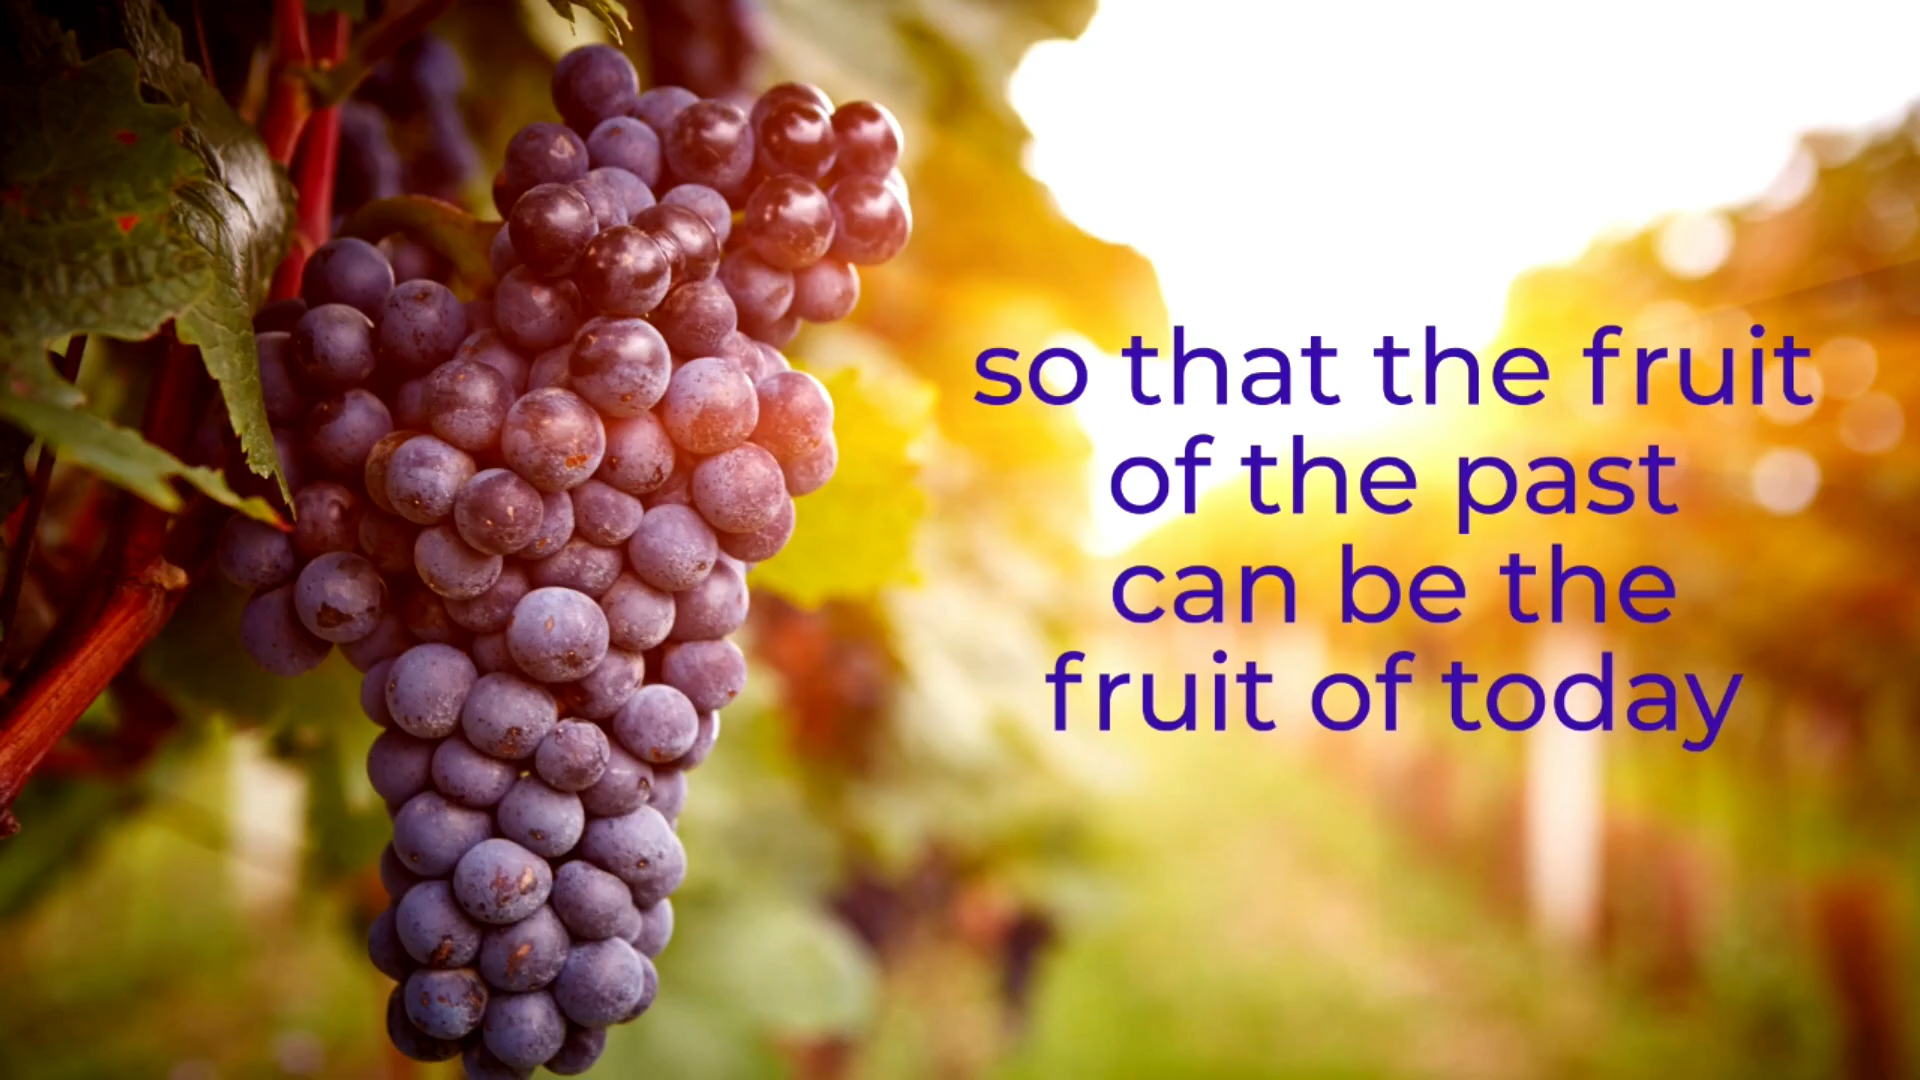 so that the fruit
of the past
can be the
fruit of today